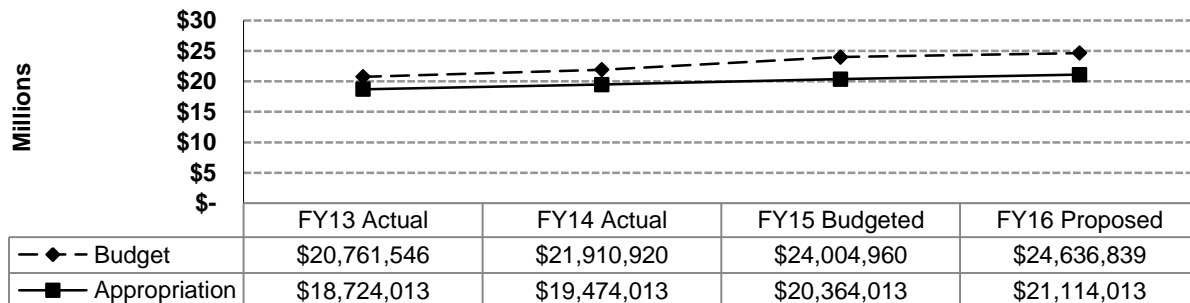 $30
$25
$20
$15
$10
$5
$-
Millions
FY13 Actual FY14 Actual FY15 Budgeted FY16 Proposed
Budget $20,761,546 $21,910,920 $24,004,960 $24,636,839
Appropriation $18,724,013 $19,474,013 $20,364,013 $21,114,013